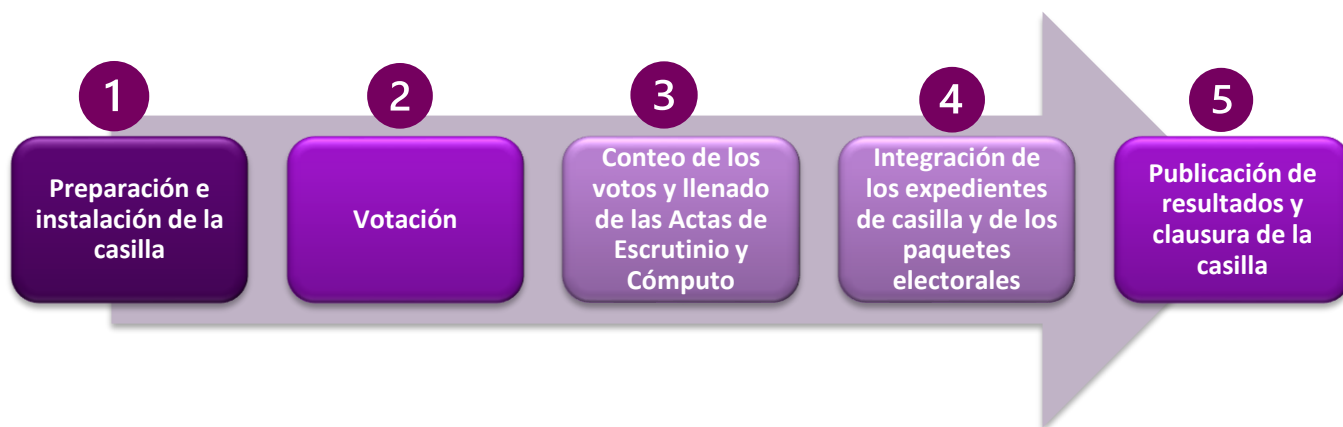 1
Preparación e
instalación de la
casilla
2
Votación
3
Conteo de los
votos y llenado
de las Actas de
Escrutinio y
Cómputo
4
Integración de
los expedientes
de casilla y de los
paquetes
electorales
5
Publicación de
resultados y
clausura de la
casilla